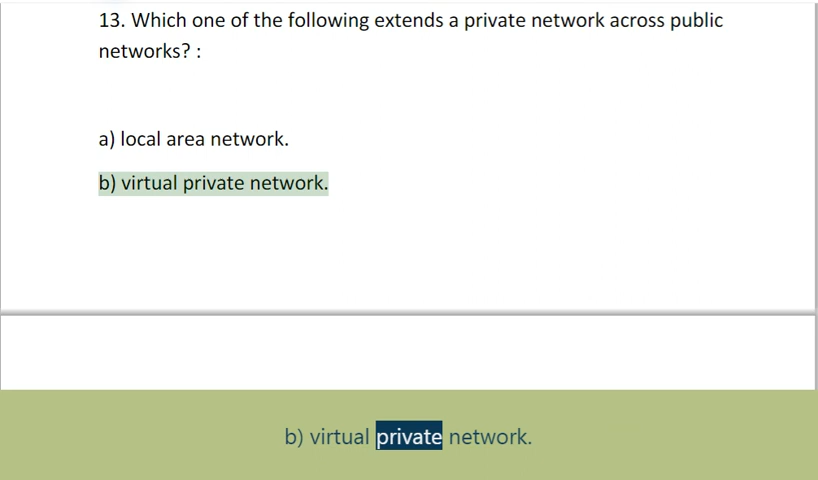 13. Which one of the following extends a private network across public
networks? :
a) local area network.
b) virtual private network.
b) virtual private network.